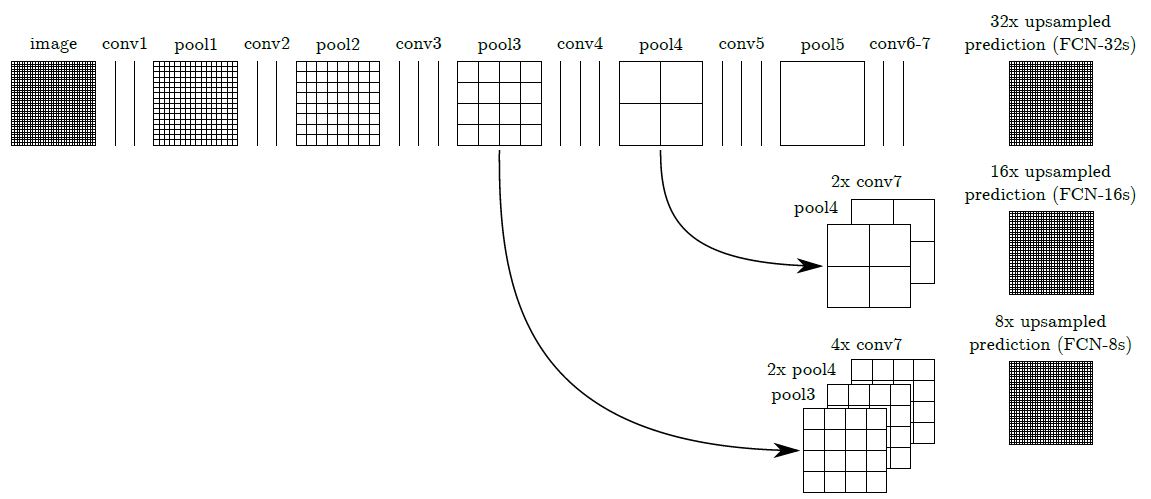 image conv1 pool1 conv2 pool2 conv3 pool3 conv4 pool4 conv5 pool5 conv6-7
32x upsampled
prediction (FCN-32s)
2x conv7
pool4
16x upsampled
prediction (FCN-16s)
4x conv7
2x pool4
pool3
8x upsampled
prediction (FCN-8s)